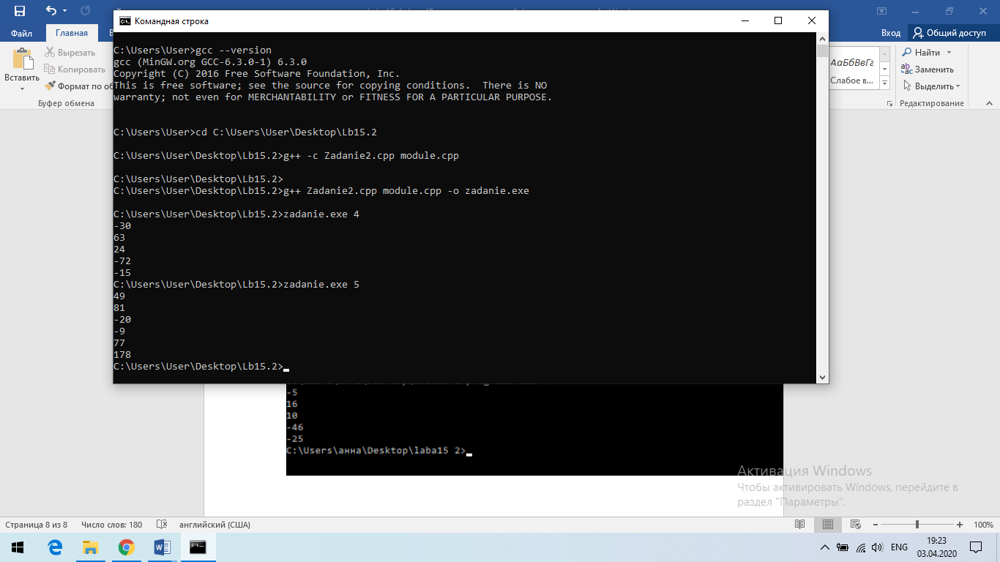 Командная строка
Файл
Главная
Вход
Общий доступ
Вставить
Вырезать
Копировать
Формат по об
Буфер обмена
АаБбВвГг
Слабое в...
Найти
Заменить
Выделить
Редактирование
C:\Users\User>gcc --version
gcc (MinGW.org GCC-6.3.0-1) 6.3.0
Copyright (C) 2016 Free Software Foundation, Inc.
This is free software; see the source for copying conditions.  There is NO
warranty; not even for MERCHANTABILITY or FITNESS FOR A PARTICULAR PURPOSE.
C:\Users\User>cd C:\Users\User\Desktop\Lb15.2
C:\Users\User\Desktop\Lb15.2>g++ -c Zadanie2.cpp module.cpp
C:\Users\User\Desktop\Lb15.2>
C:\Users\User\Desktop\Lb15.2>g++ Zadanie2.cpp module.cpp -o zadanie.exe
C:\Users\User\Desktop\Lb15.2>zadanie.exe 4
-30
63
24
-72
-15
C:\Users\User\Desktop\Lb15.2>zadanie.exe 5
49
81
-20
-9
77
178
C:\Users\User\Desktop\Lb15.2>
-5
16
10
-46
-25
C:\Users\анна\Desktop\laba15 2>
Активация Windows
Чтобы активировать Windows, перейдите в
раздел "Параметры".
Страница 8 из 8
Число слов: 180
английский (США)
100%
ENG
19:23
03.04.2020